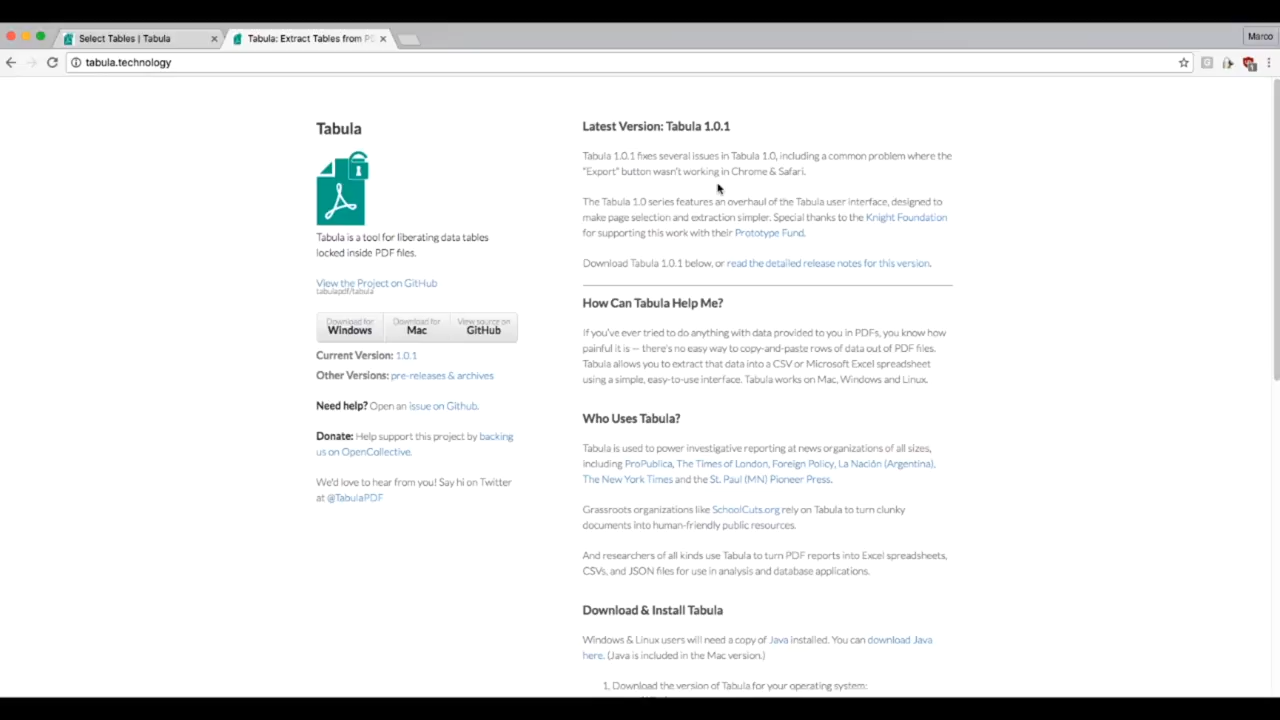 Select Tables | Tabula
Tabula: Extract Tables from PD
Marco
tabula.technology
Tabula
Tabula is a tool for liberating data tables
locked inside PDF files.
View the Project on GitHub
tabulapdf/tabula
Download for
Windows
Download for
Mac
View source on
GitHub
Current Version: 1.0.1
Other Versions: pre-releases & archives
Need help? Open an issue on Github.
Donate: Help support this project by backing
us on OpenCollective.
We'd love to hear from you! Say hi on Twitter
at @TabulaPDF
Latest Version: Tabula 1.0.1
Tabula 1.0.1 fixes several issues in Tabula 1.0, including a common problem where the
"Export" button wasn't working in Chrome & Safari.
The Tabula 1.0 series features an overhaul of the Tabula user interface, designed to
make page selection and extraction simpler. Special thanks to the Knight Foundation
for supporting this work with their Prototype Fund.
Download Tabula 1.0.1 below, or read the detailed release notes for this version.
How Can Tabula Help Me?
If you've ever tried to do anything with data provided to you in PDFs, you know how
painful it is — there's no easy way to copy-and-paste rows of data out of PDF files.
Tabula allows you to extract that data into a CSV or Microsoft Excel spreadsheet
using a simple, easy-to-use interface. Tabula works on Mac, Windows and Linux.
Who Uses Tabula?
Tabula is used to power investigative reporting at news organizations of all sizes,
including ProPublica, The Times of London, Foreign Policy, La Nación (Argentina),
The New York Times and the St. Paul (MN) Pioneer Press.
Grassroots organizations like SchoolCuts.org rely on Tabula to turn clunky
documents into human-friendly public resources.
And researchers of all kinds use Tabula to turn PDF reports into Excel spreadsheets,
CSVs, and JSON files for use in analysis and database applications.
Download & Install Tabula
Windows & Linux users will need a copy of Java installed. You can download Java
here. (Java is included in the Mac version.)
1. Download the version of Tabula for your operating system: